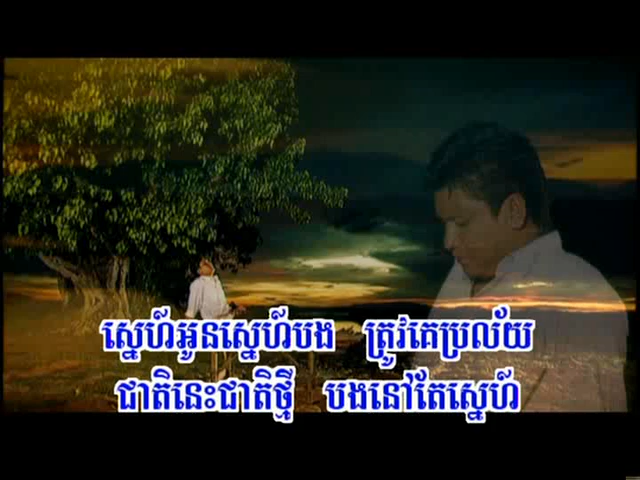 ស្នេហ៍អូនស្នេហ៍បង ត្រូវគេប្រល័យ
ជាតិនេះជាតិថ្មី បងនៅតែស្នេហ៍